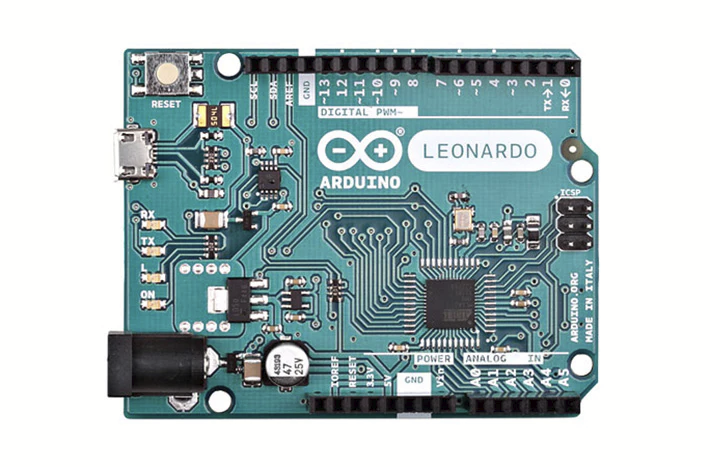 RESET
SCL
SDA
AREF
GND
~13
12
~11
~10
~9
8
7
~6
~5
4
~3
2
TX→1
RX←0
DIGITAL PWM~
®
LEONARDO
ARDUINO
ICSP
RX
TX
L
ON
ARDUINO.ORG
MADE IN ITALY
47
25V
POWER
ANALOG IN
IOREF
RESET
3.3V
5V
GND
Vin
A0
A1
A2
A3
A4
A5